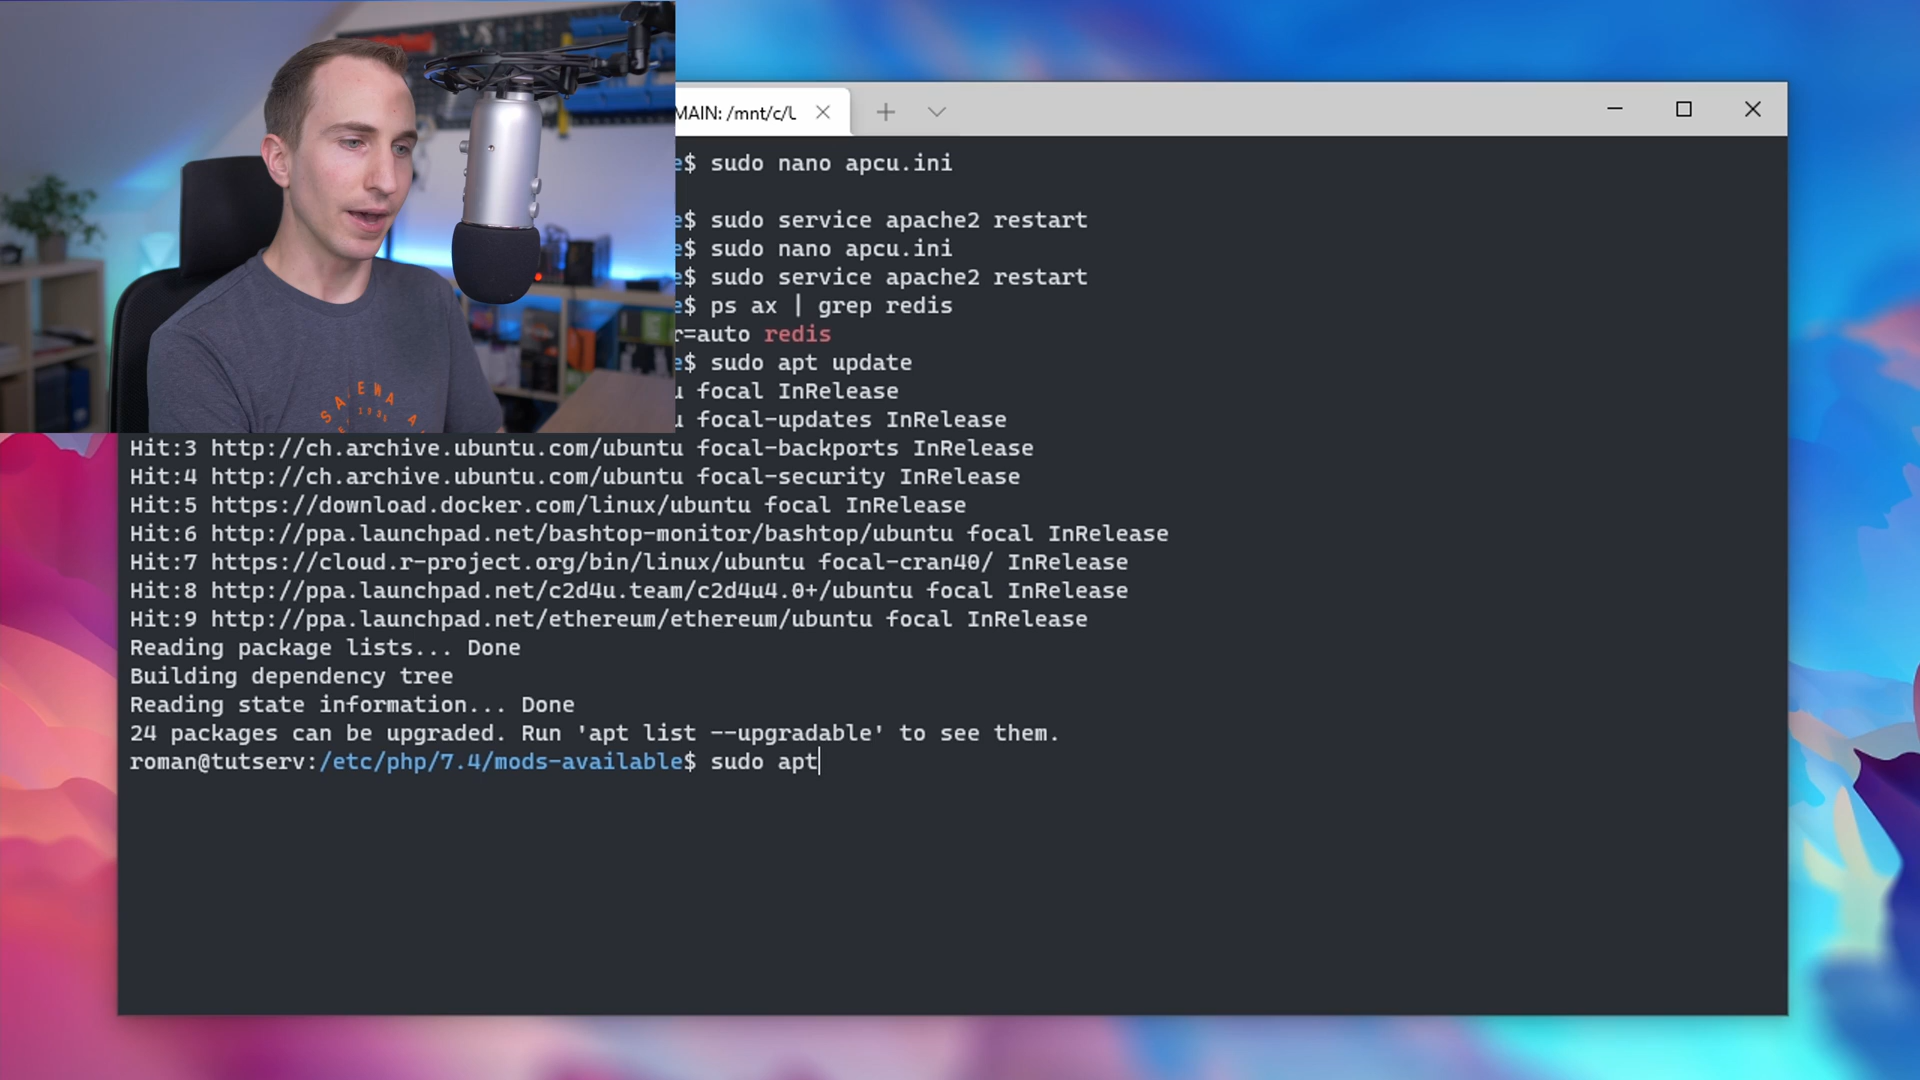 MAIN: /mnt/c/U
e$ sudo nano apcu.ini
e$ sudo service apache2 restart
e$ sudo nano apcu.ini
e$ sudo service apache2 restart
e$ ps ax | grep redis
r=auto redis
e$ sudo apt update
u focal InRelease
u focal-updates InRelease
Hit:3 http://ch.archive.ubuntu.com/ubuntu focal-backports InRelease
Hit:4 http://ch.archive.ubuntu.com/ubuntu focal-security InRelease
Hit:5 https://download.docker.com/linux/ubuntu focal InRelease
Hit:6 http://ppa.launchpad.net/bashtop-monitor/bashtop/ubuntu focal InRelease
Hit:7 https://cloud.r-project.org/bin/linux/ubuntu focal-cran40/ InRelease
Hit:8 http://ppa.launchpad.net/c2d4u.team/c2d4u4.0+/ubuntu focal InRelease
Hit:9 http://ppa.launchpad.net/ethereum/ethereum/ubuntu focal InRelease
Reading package lists... Done
Building dependency tree
Reading state information... Done
24 packages can be upgraded. Run 'apt list --upgradable' to see them.
roman@tutserv:/etc/php/7.4/mods-available$ sudo apt